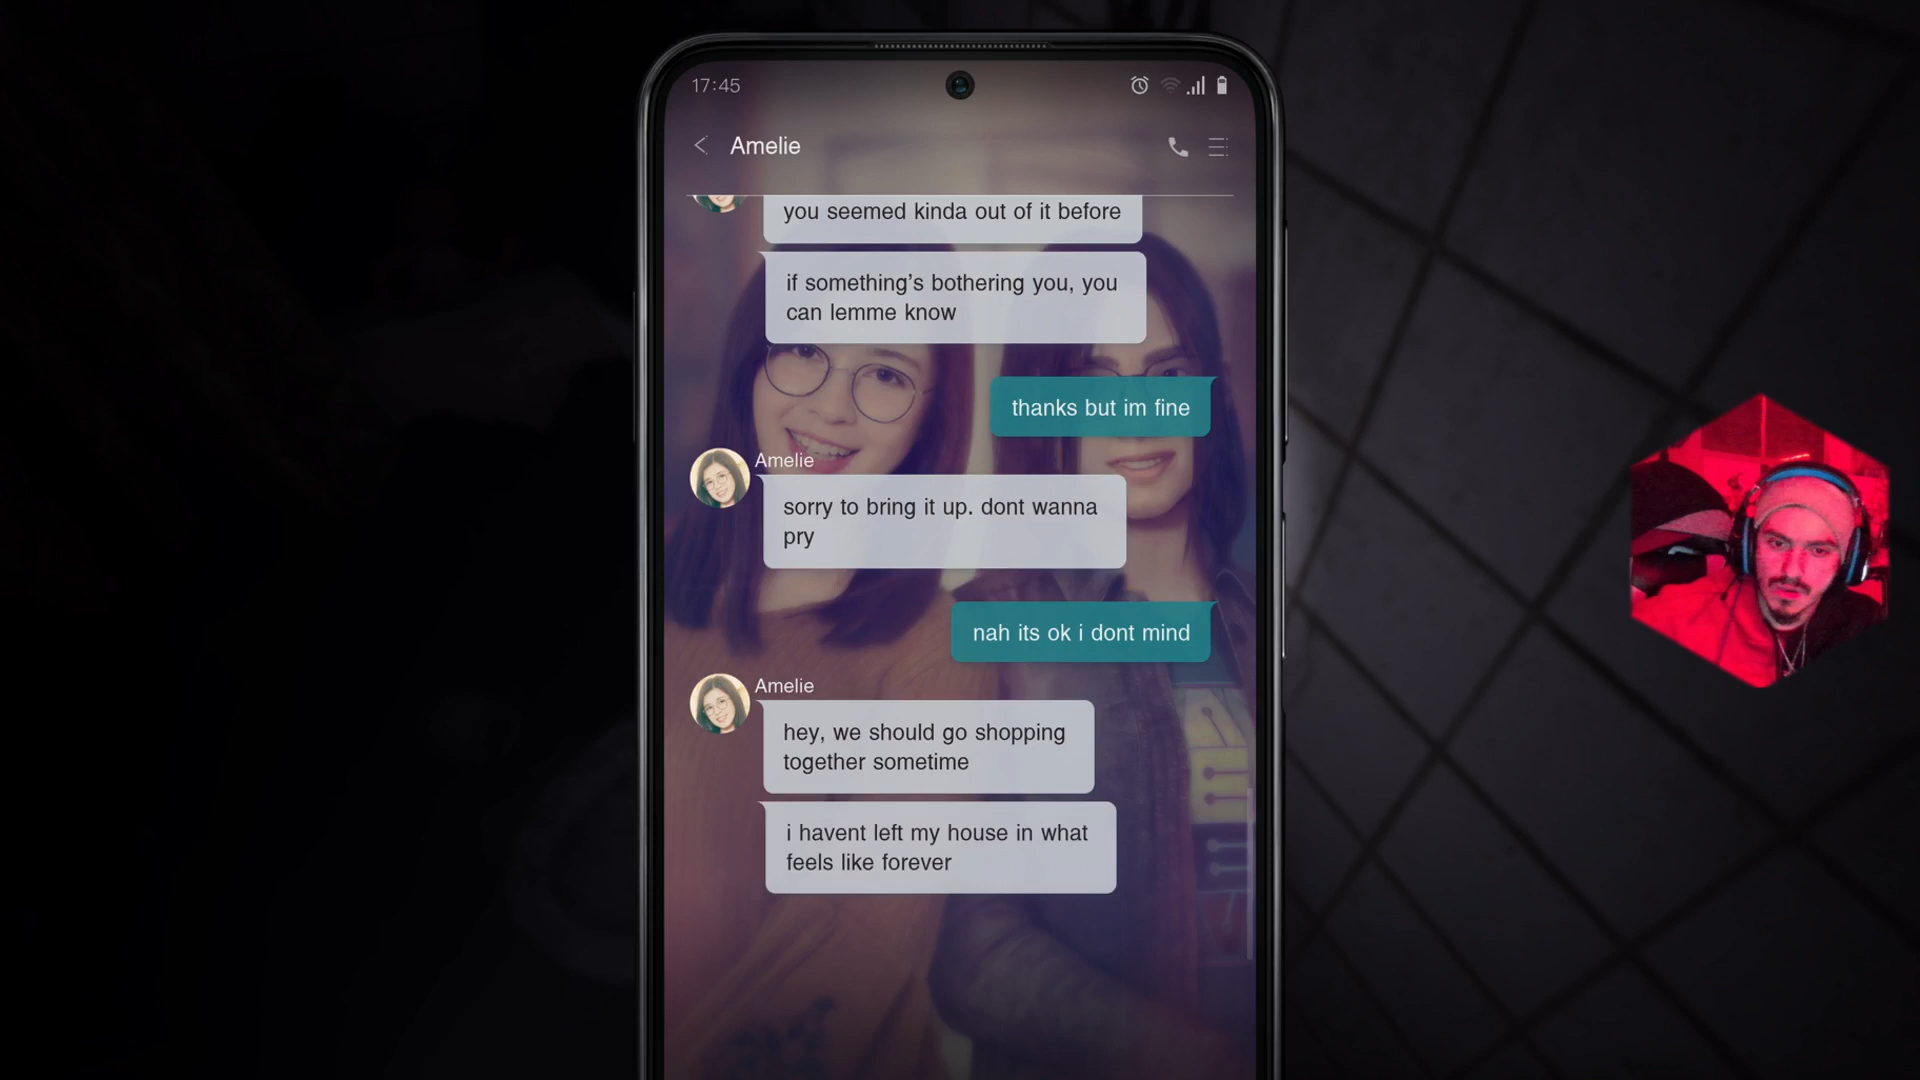 17:45
Amelie
you seemed kinda out of it before
if something’s bothering you, you
can lemme know
thanks but im fine
Amelie
sorry to bring it up. dont wanna
pry
nah its ok i dont mind
Amelie
hey, we should go shopping
together sometime
i havent left my house in what
feels like forever